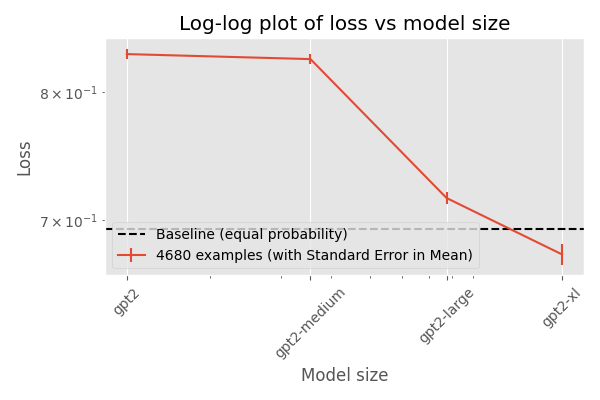 Log-log plot of loss vs model size
8 × 10⁻¹
7 × 10⁻¹
Loss
Baseline (equal probability)
4680 examples (with Standard Error in Mean)
gpt2
gpt2-medium
gpt2-large
gpt2-xl
Model size